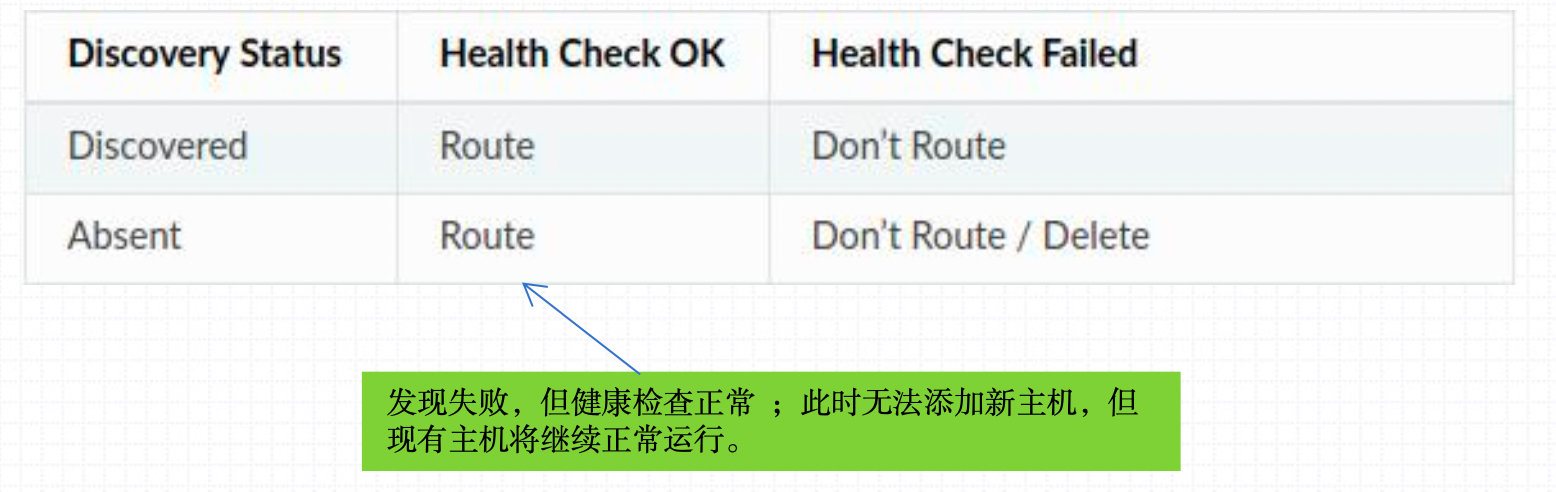 Discovery Status Health Check OK Health Check Failed
Discovered Route Don't Route
Absent Route Don't Route / Delete
发现失败，但健康检查正常 ；此时无法添加新主机，但
现有主机将继续正常运行。